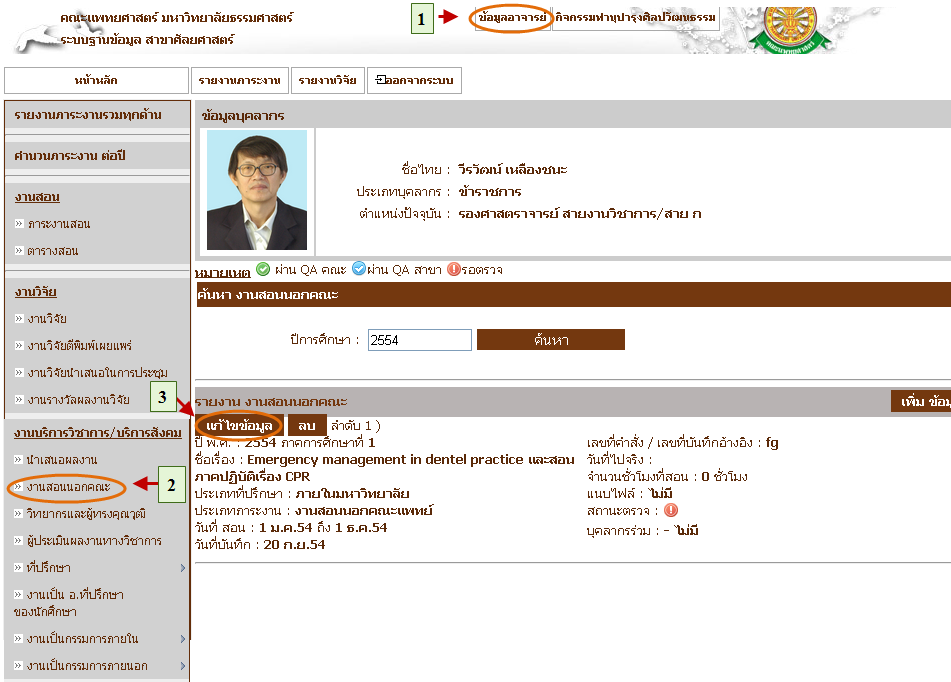 คณะแพทยศาสตร์ มหาวิทยาลัยธรรมศาสตร์
ระบบฐานข้อมูล สาขาศัลยศาสตร์
1
ข้อมูลอาจารย์
กิจกรรมทำนุบำรุงศิลปวัฒนธรรม
หน้าหลัก
รายงานภาระงาน
รายงานวิจัย
ออกจากระบบ
รายงานภาระงานรวมทุกด้าน
คำนวนภาระงาน ต่อปี
งานสอน
ภาระงานสอน
ตารางสอน
งานวิจัย
งานวิจัย
งานวิจัยตีพิมพ์เผยแพร่
งานวิจัยนำเสนอในการประชุม
งานรางวัลผลงานวิจัย
งานบริการวิชาการ/บริการสังคม
นำเสนอผลงาน
งานสอนนอกคณะ
2
วิทยากรและผู้ทรงคุณวุฒิ
ผู้ประเมินผลงานทางวิชาการ
ที่ปรึกษา
งานเป็น อ.ที่ปรึกษา
ของนักศึกษา
งานเป็นกรรมการภายใน
งานเป็นกรรมการภายนอก
ข้อมูลบุคลากร
ชื่อไทย : วีรวัฒน์ เหลืองชนะ
ประเภทบุคลากร : ข้าราชการ
ตำแหน่งปัจจุบัน : รองศาสตราจารย์ สายงานวิชาการ/สาย ก
หมายเหตุ ผ่าน QA คณะ ผ่าน QA สาขา รอตรวจ
ค้นหา งานสอนนอกคณะ
ปีการศึกษา : 2554 ค้นหา
3
รายงาน งานสอนนอกคณะ
เพิ่ม
แก้ไขข้อมูล ลบ ลำดับ 1 )
ปี พ.ศ. : 2554 ภาคการศึกษาที่ 1
ชื่อเรื่อง : Emergency management in dentel practice และสอน
ภาคปฏิบัติเรื่อง CPR
ประเภทที่ปรึกษา : ภายในมหาวิทยาลัย
ประเภทภาระงาน : งานสอนนอกคณะแพทย์
วันที่ สอน : 1 ม.ค.54 ถึง 1 ธ.ค.54
วันที่บันทึก : 20 ก.ย.54
เลขที่คำสั่ง / เลขที่บันทึกอ้างอิง : fg
วันที่ไปจริง :
จำนวนชั่วโมงที่สอน : 0 ชั่วโมง
แนบไฟล์ : ไม่มี
สถานะตรวจ :
บุคลากรร่วม : - ไม่มี